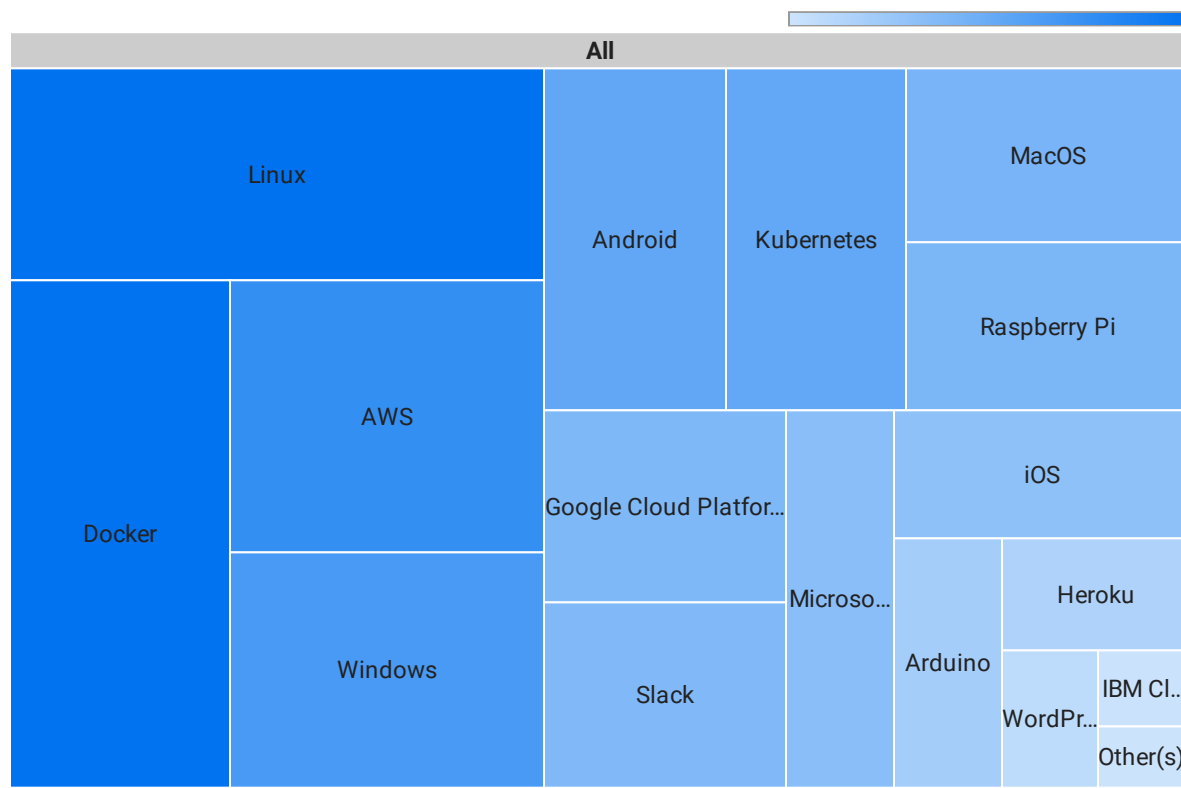 All
Linux
Android
Kubernetes
MacOS
Raspberry Pi
AWS
Docker
Windows
Google Cloud Platfor...
Slack
Microso...
iOS
Arduino
Heroku
WordPr...
IBM Cl...
Other(s)